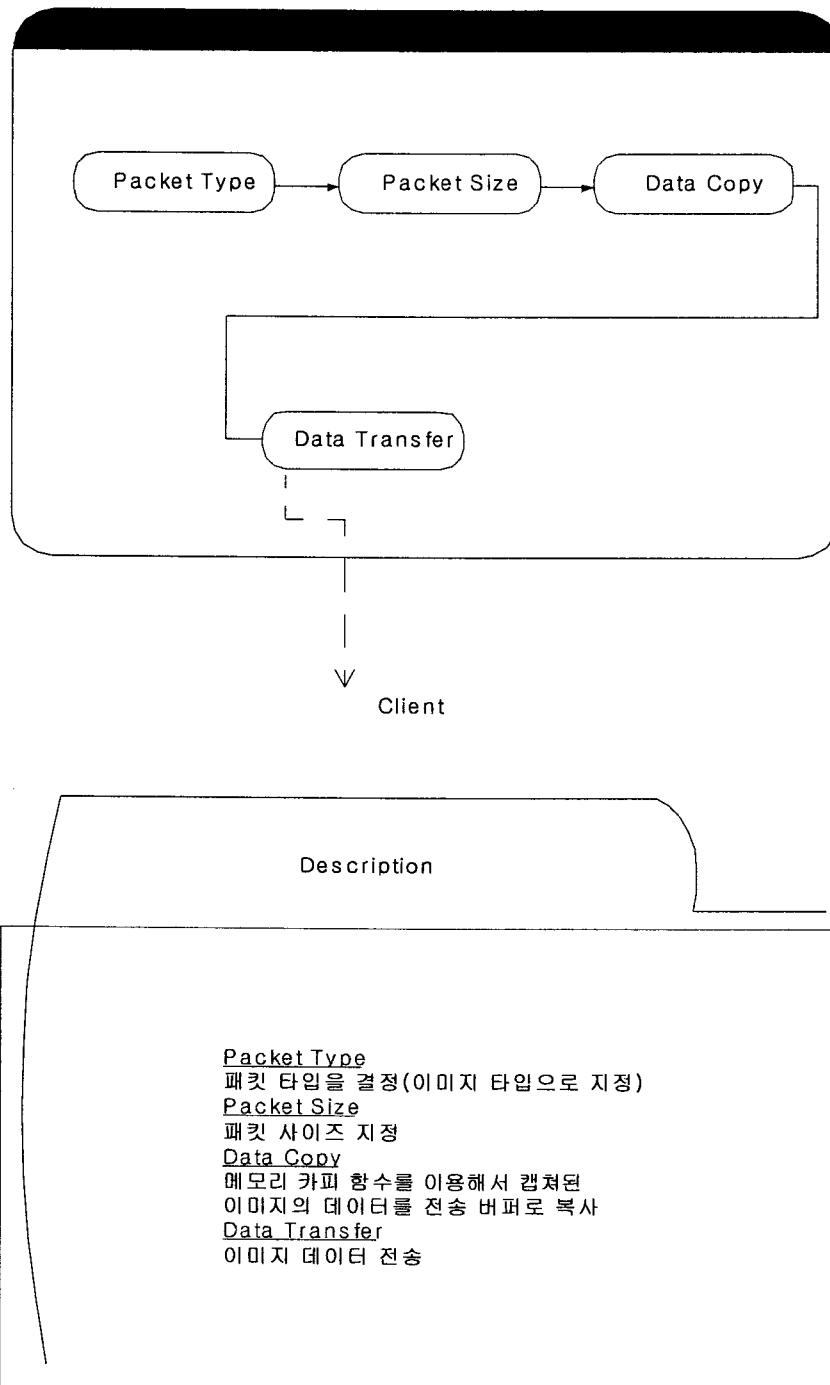 Packet Type
Packet Size
Data Copy
Data Transfer
Client
Description
Packet Type
패킷 타입을 결정(이미지 타입으로 지정)
Packet Size
패킷 사이즈 지정
Data Copy
메모리 카피 함수를 이용해서 캡쳐된
이미지의 데이터를 전송 버퍼로 복사
Data Transfer
이미지 데이터 전송